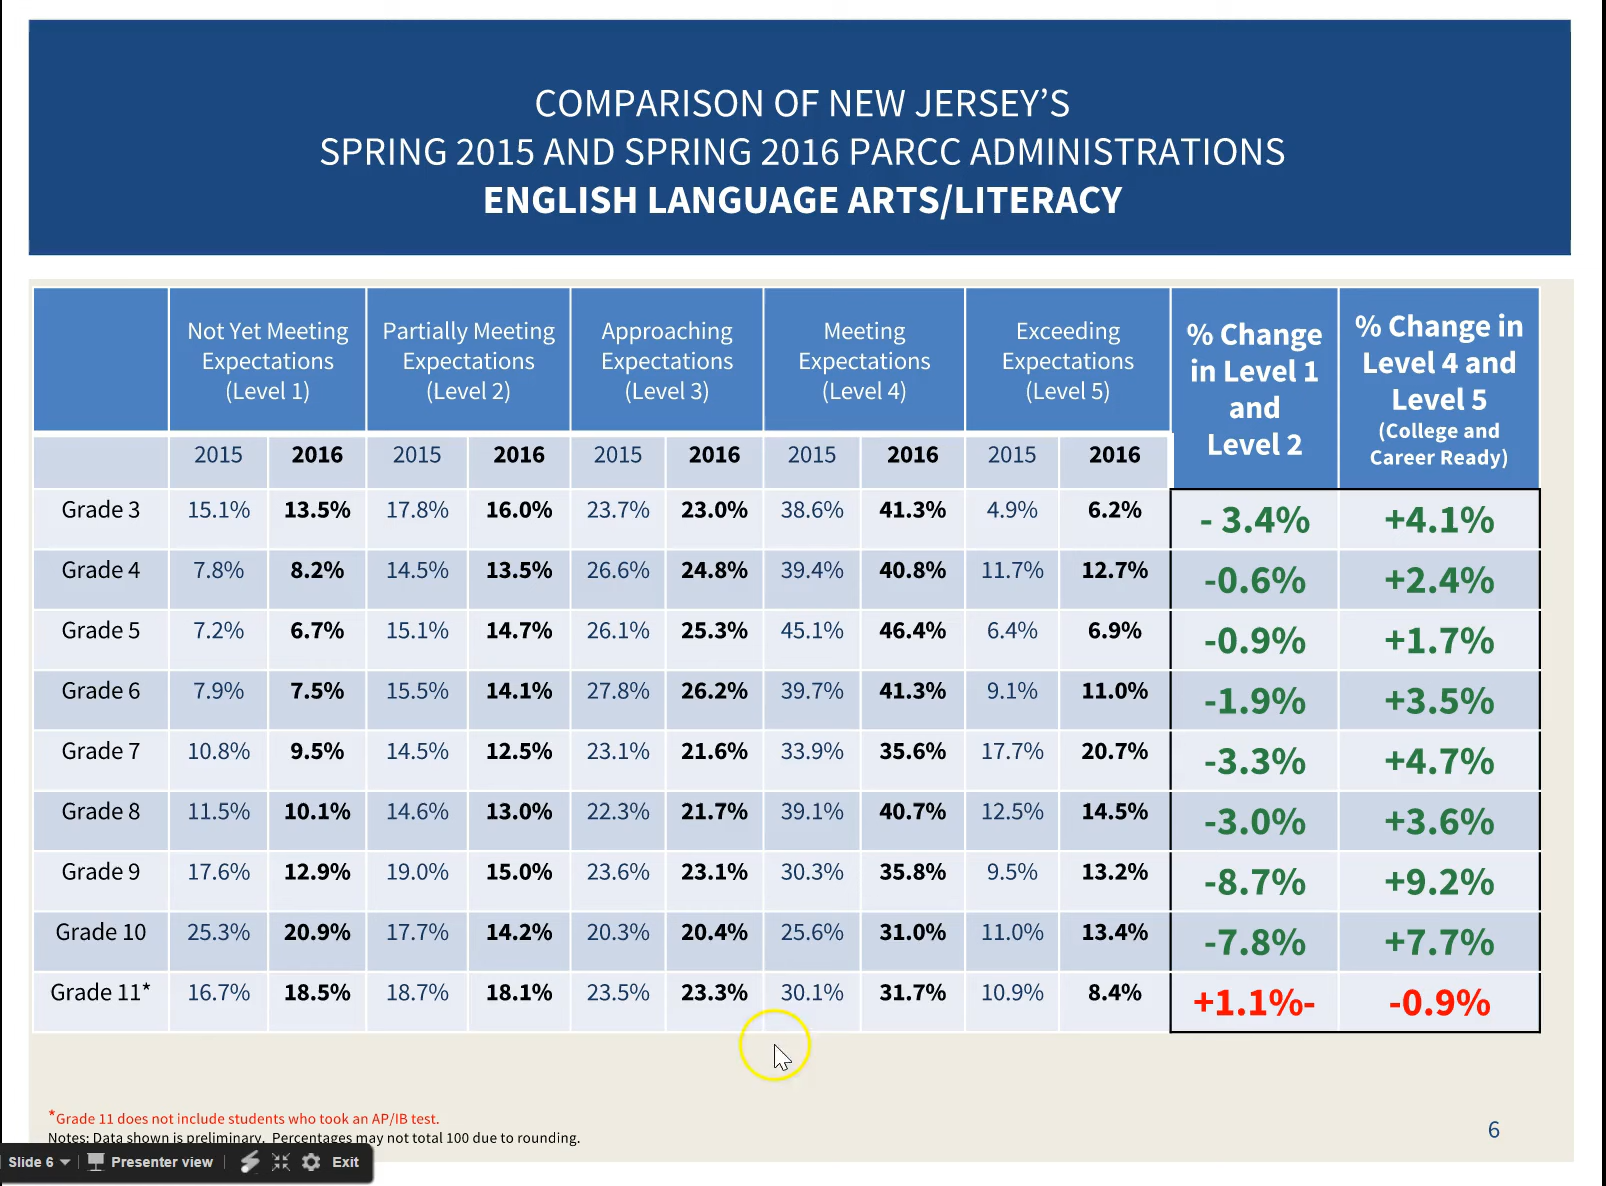 COMPARISON OF NEW JERSEY’S
SPRING 2015 AND SPRING 2016 PARCC ADMINISTRATIONS
ENGLISH LANGUAGE ARTS/LITERACY
Not Yet Meeting Expectations (Level 1) Partially Meeting Expectations (Level 2) Approaching Expectations (Level 3) Meeting Expectations (Level 4) Exceeding Expectations (Level 5) % Change in Level 1 and Level 2 % Change in Level 4 and Level 5 (College and Career Ready)
2015 2016 2015 2016 2015 2016 2015 2016 2015 2016
Grade 3 15.1% 13.5% 17.8% 16.0% 23.7% 23.0% 38.6% 41.3% 4.9% 6.2% - 3.4% +4.1%
Grade 4 7.8% 8.2% 14.5% 13.5% 26.6% 24.8% 39.4% 40.8% 11.7% 12.7% -0.6% +2.4%
Grade 5 7.2% 6.7% 15.1% 14.7% 26.1% 25.3% 45.1% 46.4% 6.4% 6.9% -0.9% +1.7%
Grade 6 7.9% 7.5% 15.5% 14.1% 27.8% 26.2% 39.7% 41.3% 9.1% 11.0% -1.9% +3.5%
Grade 7 10.8% 9.5% 14.5% 12.5% 23.1% 21.6% 33.9% 35.6% 17.7% 20.7% -3.3% +4.7%
Grade 8 11.5% 10.1% 14.6% 13.0% 22.3% 21.7% 39.1% 40.7% 12.5% 14.5% -3.0% +3.6%
Grade 9 17.6% 12.9% 19.0% 15.0% 23.6% 23.1% 30.3% 35.8% 9.5% 13.2% -8.7% +9.2%
Grade 10 25.3% 20.9% 17.7% 14.2% 20.3% 20.4% 25.6% 31.0% 11.0% 13.4% -7.8% +7.7%
Grade 11* 16.7% 18.5% 18.7% 18.1% 23.5% 23.3% 30.1% 31.7% 10.9% 8.4% +1.1%- -0.9%
*Grade 11 does not include students who took an AP/IB test.
Notes: Data shown is preliminary. Percentages may not total 100 due to rounding.
6
Slide 6 Presenter view Exit